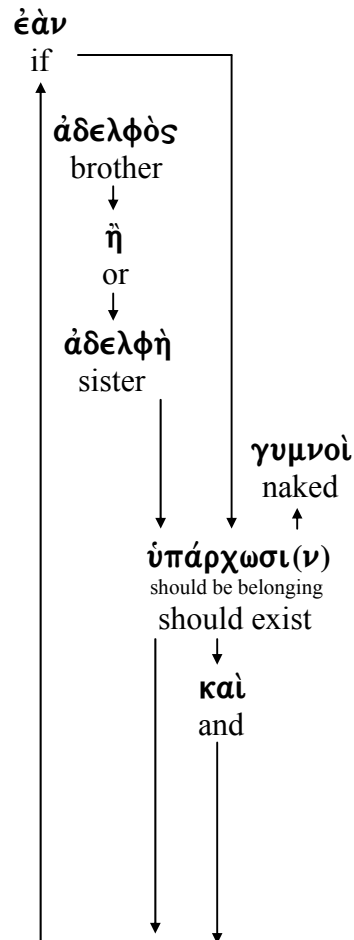 ἐὰν
if
ἀδελφὸς
brother
ἢ
or
ἀδελφὴ
sister
γυμνοὶ
naked
ὑπάρχωσι(ν)
should be belonging
should exist
καὶ
and